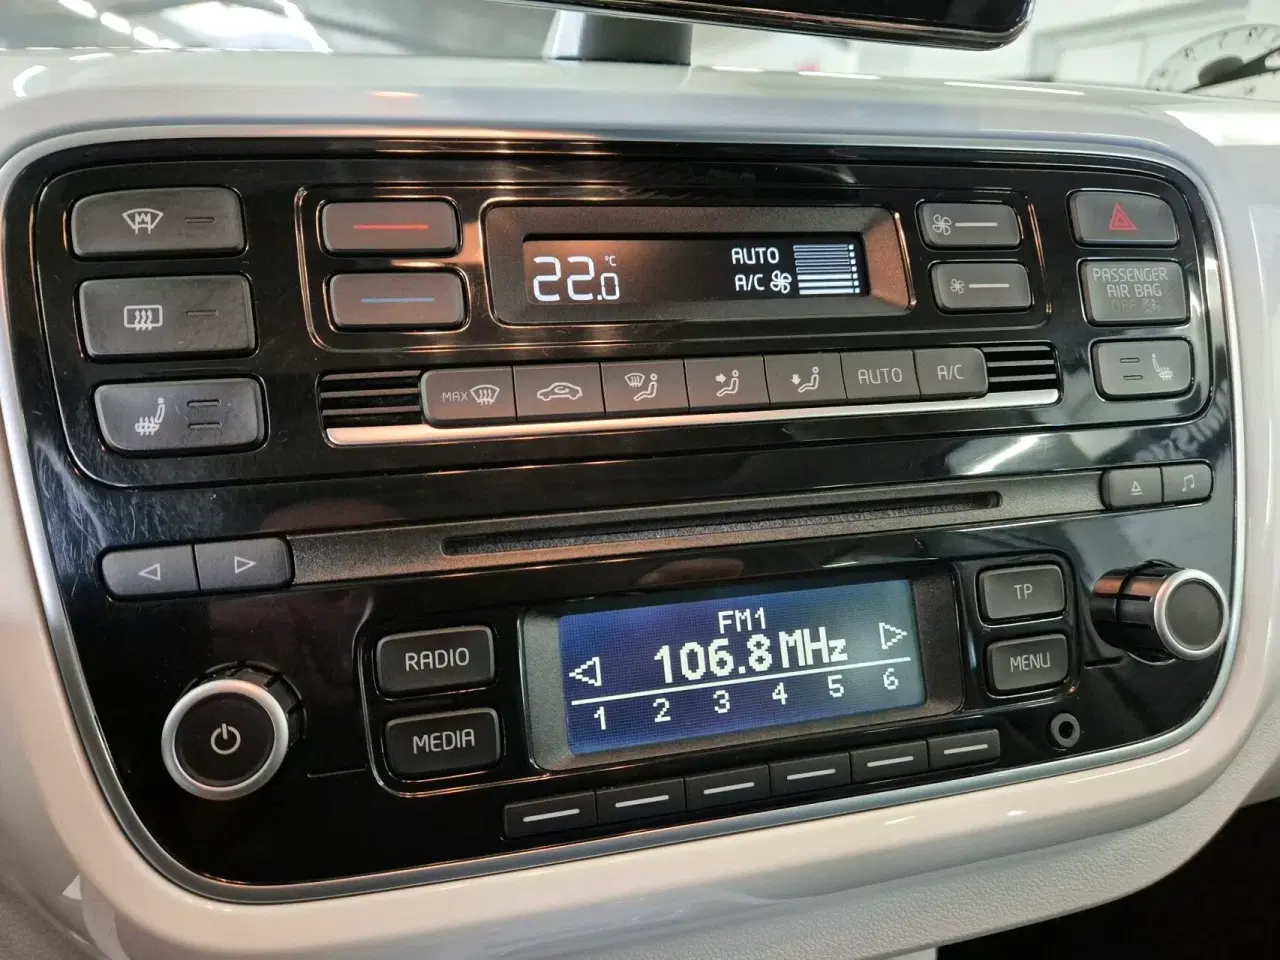 22.0 °C
AUTO
A/C
PASSENGER
AIR BAG
OFF
MAX
AUTO
A/C
RADIO
MEDIA
FM1
106.8 MHz
1 2 3 4 5 6
TP
MENU